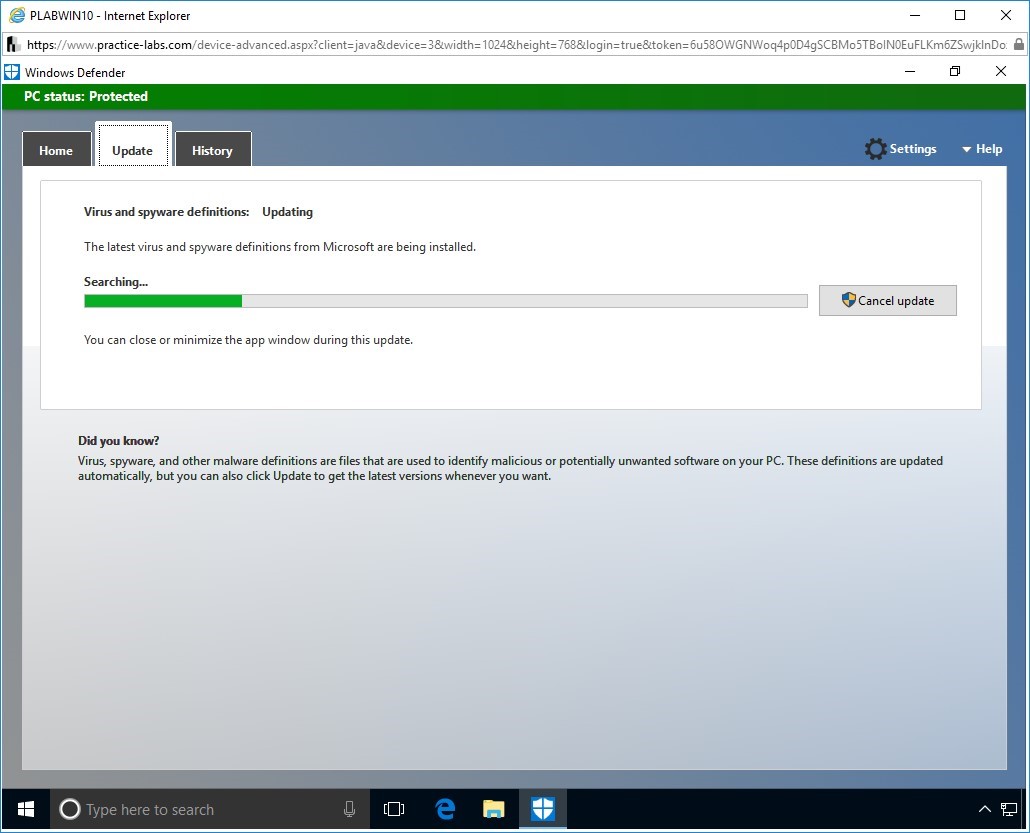 PLABWIN10 - Internet Explorer
https://www.practice-labs.com/device-advanced.aspx?client=java&device=3&width=1024&height=768&login=true&token=
Windows Defender
PC status: Protected
Home
Update
History
Settings
Help
Virus and spyware definitions: Updating
The latest virus and spyware definitions from Microsoft are being installed.
Searching...
Cancel update
You can close or minimize the app window during this update.
Did you know?
Virus, spyware, and other malware definitions are files that are used to identify malicious or potentially unwanted software on your PC. These definitions are updated
automatically, but you can also click Update to get the latest versions whenever you want.
Type here to search